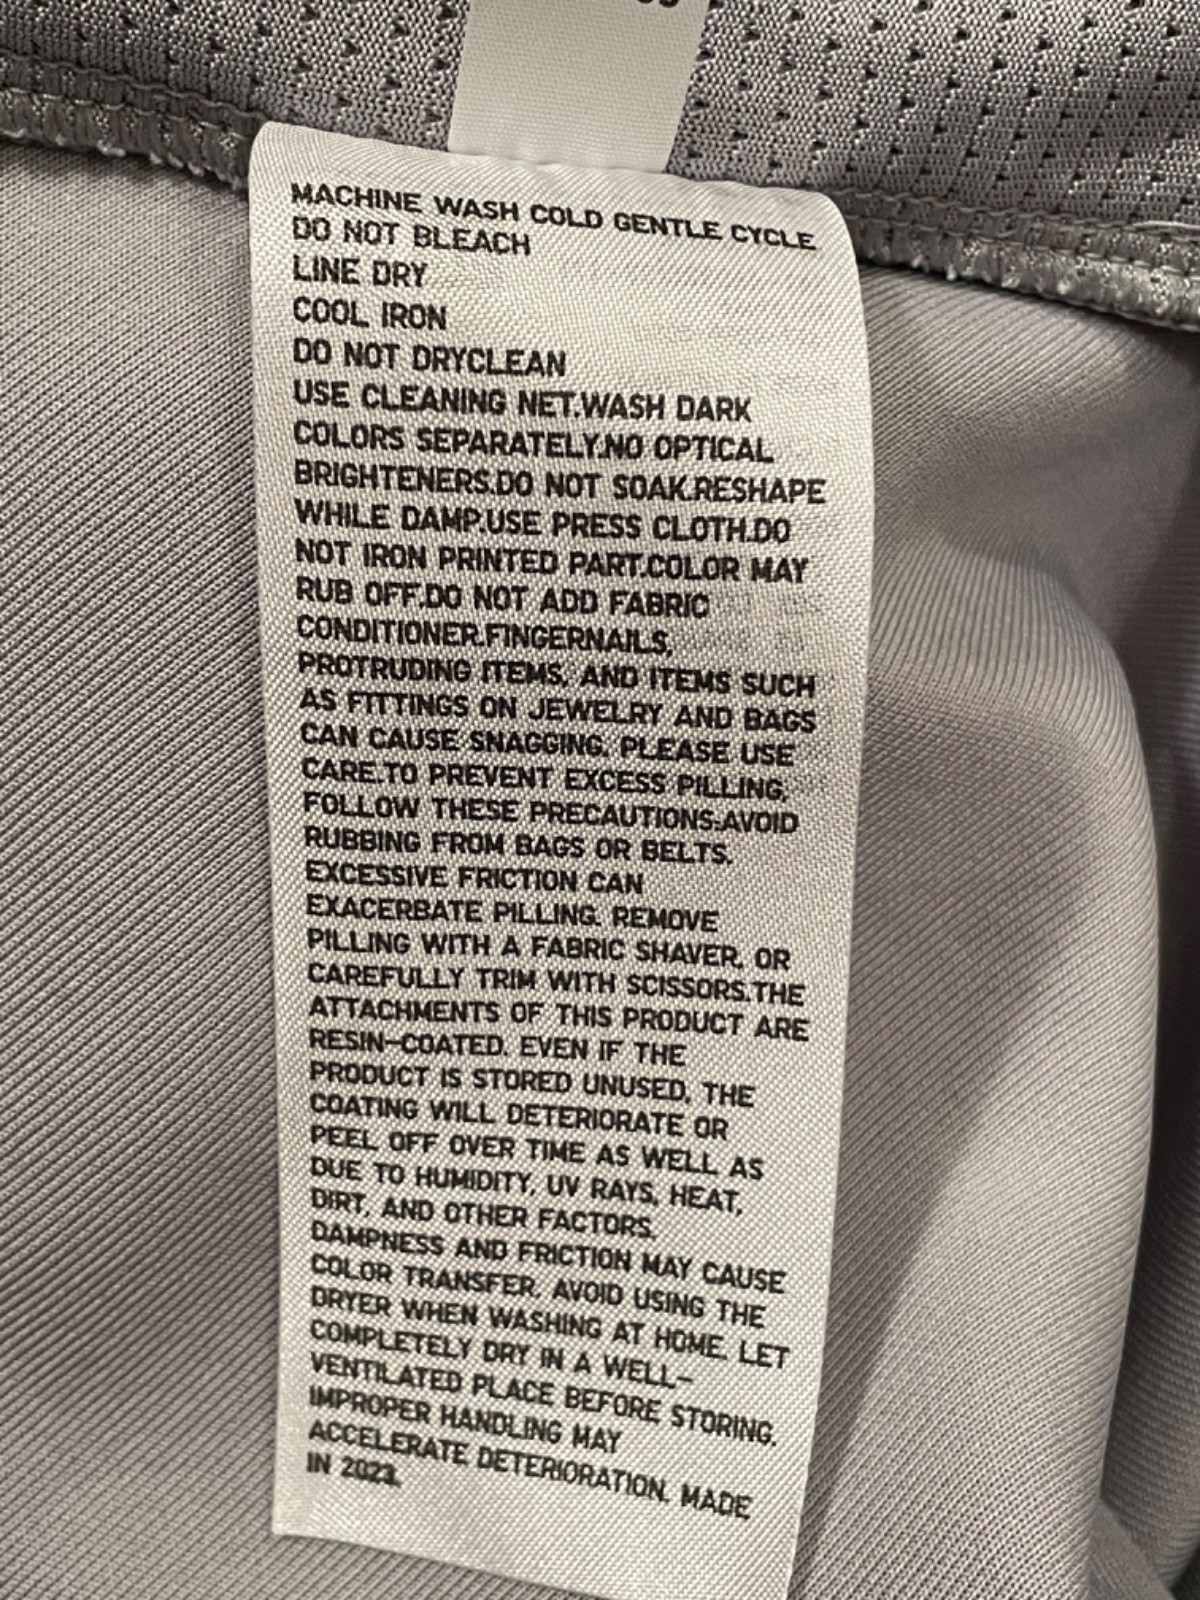 MACHINE WASH COLD GENTLE CYCLE
DO NOT BLEACH
LINE DRY
COOL IRON
DO NOT DRYCLEAN
USE CLEANING NET.WASH DARK
COLORS SEPARATELY.NO OPTICAL
BRIGHTENERS.DO NOT SOAK.RESHAPE
WHILE DAMP.USE PRESS CLOTH.DO
NOT IRON PRINTED PART.COLOR MAY
RUB OFF.DO NOT ADD FABRIC
CONDITIONER.FINGERNAILS,
PROTRUDING ITEMS, AND ITEMS SUCH
AS FITTINGS ON JEWELRY AND BAGS
CAN CAUSE SNAGGING. PLEASE USE
CARE.TO PREVENT EXCESS PILLING,
FOLLOW THESE PRECAUTIONS:AVOID
RUBBING FROM BAGS OR BELTS.
EXCESSIVE FRICTION CAN
EXACERBATE PILLING. REMOVE
PILLING WITH A FABRIC SHAVER, OR
CAREFULLY TRIM WITH SCISSORS.THE
ATTACHMENTS OF THIS PRODUCT ARE
RESIN-COATED. EVEN IF THE
PRODUCT IS STORED UNUSED, THE
COATING WILL DETERIORATE OR
PEEL OFF OVER TIME AS WELL AS
DUE TO HUMIDITY, UV RAYS, HEAT,
DIRT, AND OTHER FACTORS.
DAMPNESS AND FRICTION MAY CAUSE
COLOR TRANSFER. AVOID USING THE
DRYER WHEN WASHING AT HOME. LET
COMPLETELY DRY IN A WELL-
VENTILATED PLACE BEFORE STORING.
IMPROPER HANDLING MAY
ACCELERATE DETERIORATION. MADE
IN